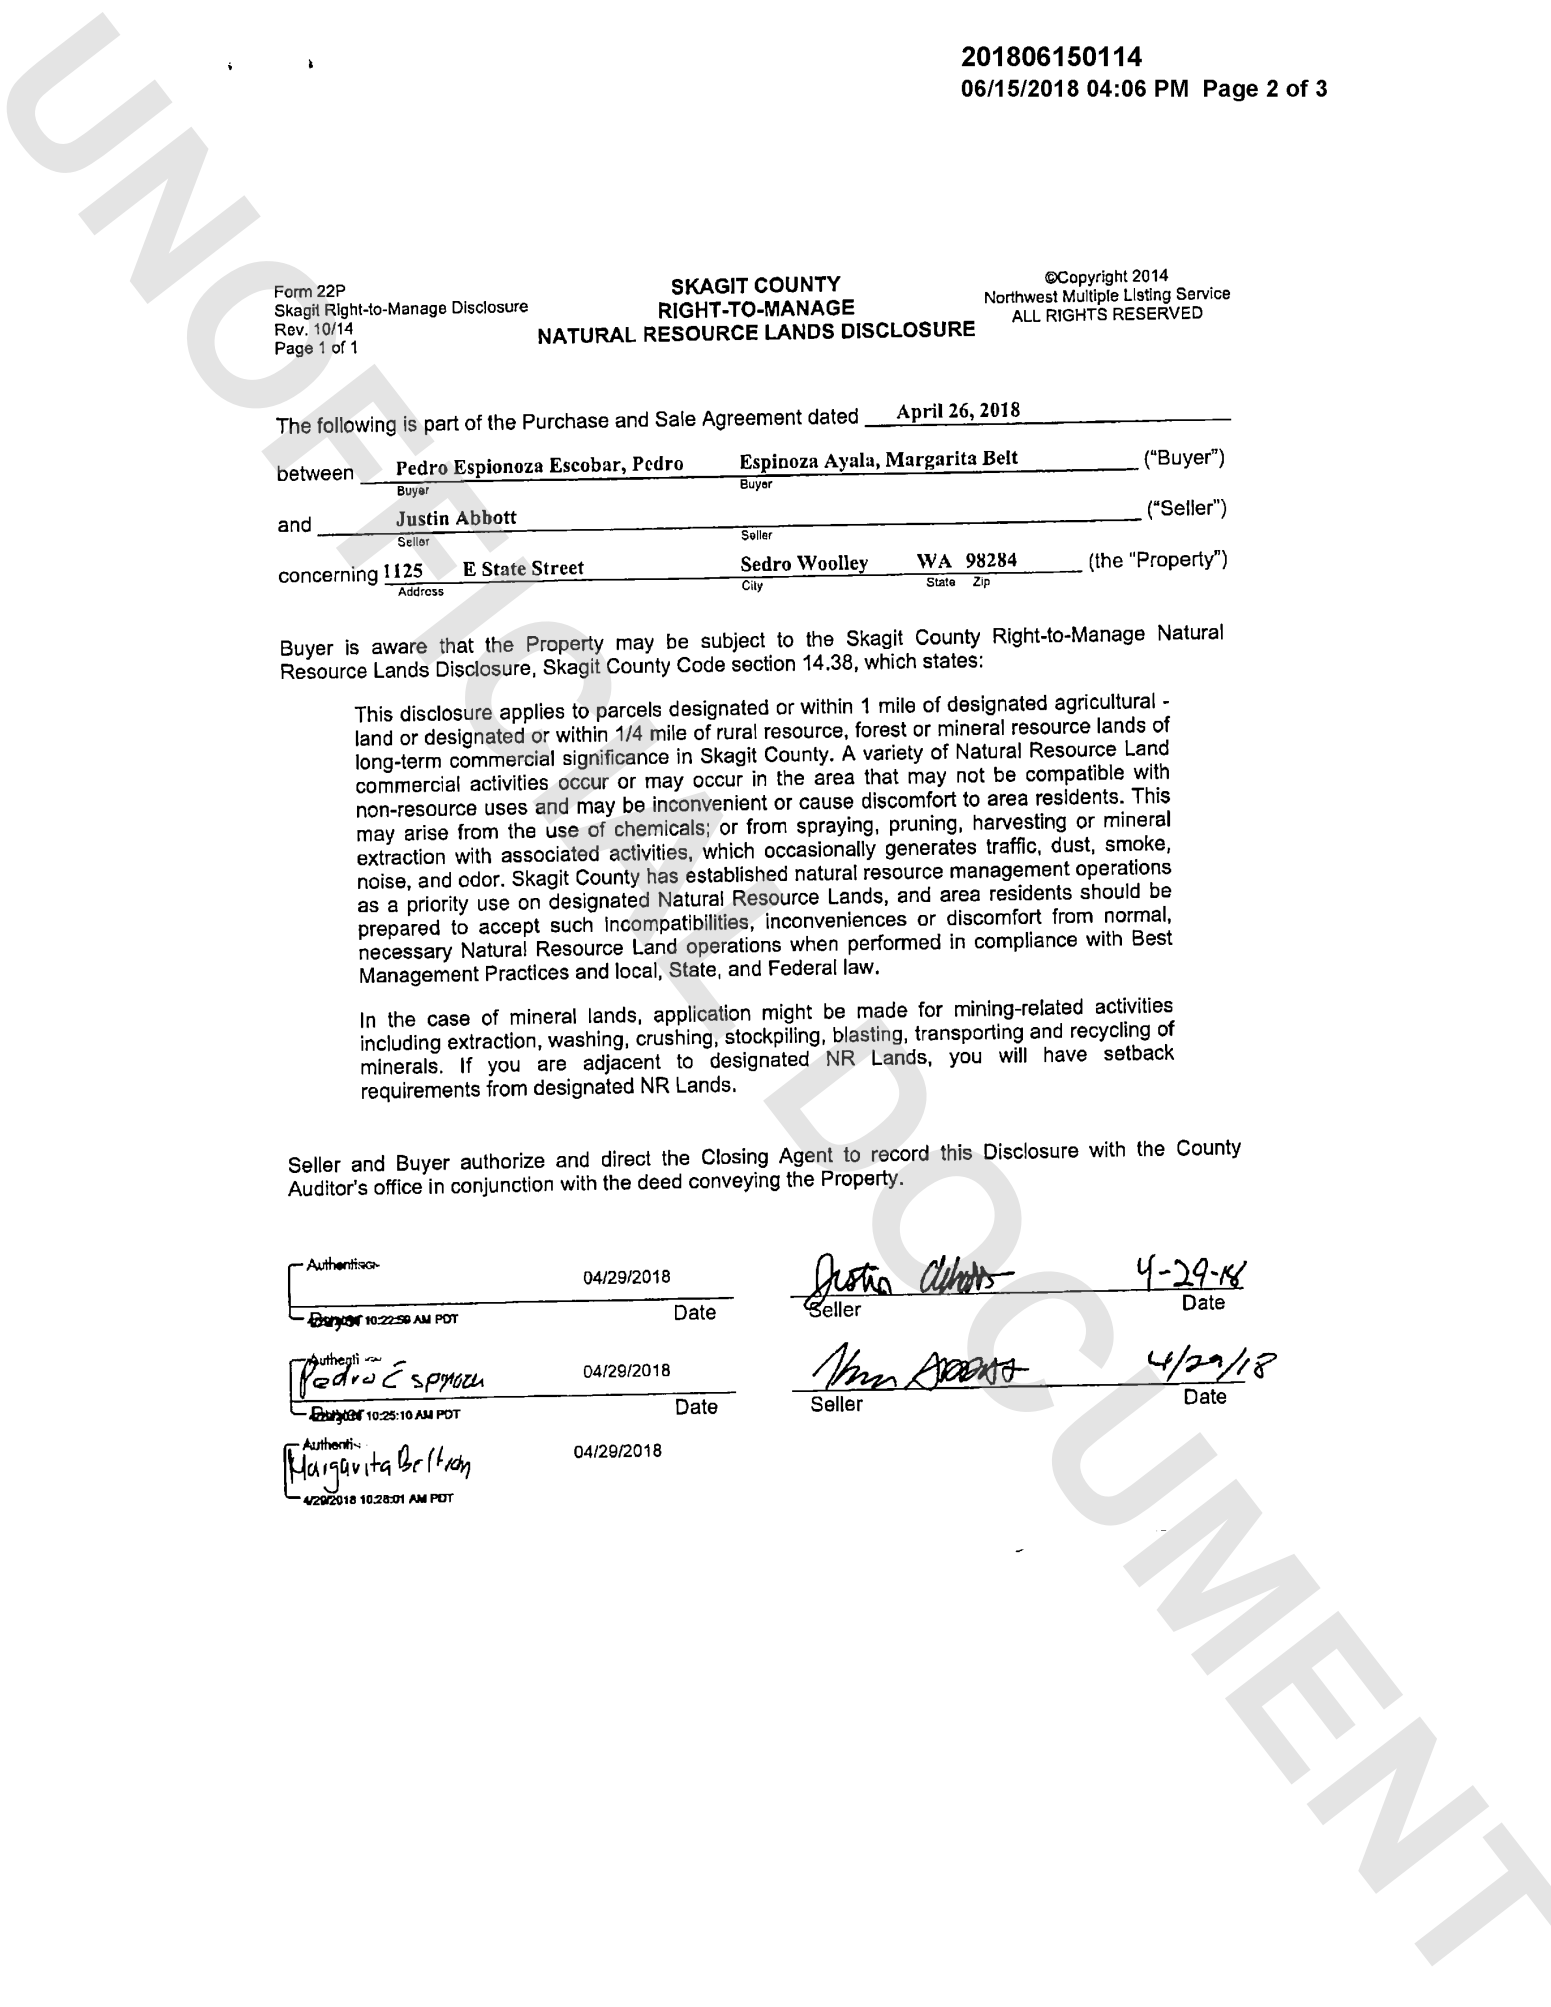 201806150114
06/15/2018 04:06 PM Page 2 of 3
Form 22P
Skagit Right-to-Manage Disclosure
Rev. 10/14
Page 1 of 1
SKAGIT COUNTY
RIGHT-TO-MANAGE
NATURAL RESOURCE LANDS DISCLOSURE
©Copyright 2014
Northwest Multiple Listing Service
ALL RIGHTS RESERVED
The following is part of the Purchase and Sale Agreement dated April 26, 2018
between Pedro Espionoza Escobar, Pedro Espinoza Ayala, Margarita Belt ("Buyer")
Buyer Buyer
and Justin Abbott ("Seller")
Seller Seller
concerning 1125 E State Street Sedro Woolley WA 98284 (the "Property")
Address City State Zip
Buyer is aware that the Property may be subject to the Skagit County Right-to-Manage Natural
Resource Lands Disclosure, Skagit County Code section 14.38, which states:
This disclosure applies to parcels designated or within 1 mile of designated agricultural -
land or designated or within 1/4 mile of rural resource, forest or mineral resource lands of
long-term commercial significance in Skagit County. A variety of Natural Resource Land
commercial activities occur or may occur in the area that may not be compatible with
non-resource uses and may be inconvenient or cause discomfort to area residents. This
may arise from the use of chemicals; or from spraying, pruning, harvesting or mineral
extraction with associated activities, which occasionally generates traffic, dust, smoke,
noise, and odor. Skagit County has established natural resource management operations
as a priority use on designated Natural Resource Lands, and area residents should be
prepared to accept such incompatibilities, inconveniences or discomfort from normal,
necessary Natural Resource Land operations when performed in compliance with Best
Management Practices and local, State, and Federal law.
In the case of mineral lands, application might be made for mining-related activities
including extraction, washing, crushing, stockpiling, blasting, transporting and recycling of
minerals. If you are adjacent to designated NR Lands, you will have setback
requirements from designated NR Lands.
Seller and Buyer authorize and direct the Closing Agent to record this Disclosure with the County
Auditor's office in conjunction with the deed conveying the Property.
04/29/2018
Buyer 10:22:59 AM PDT Date
Justin Abbott 4-29-18
Seller Date
Pedro Espinoza 04/29/2018
Buyer 10:25:10 AM PDT Date
4/29/18
Seller Date
Margarita Beltran 04/29/2018
4/29/2018 10:28:01 AM PDT
UNOFFICIAL DOCUMENT